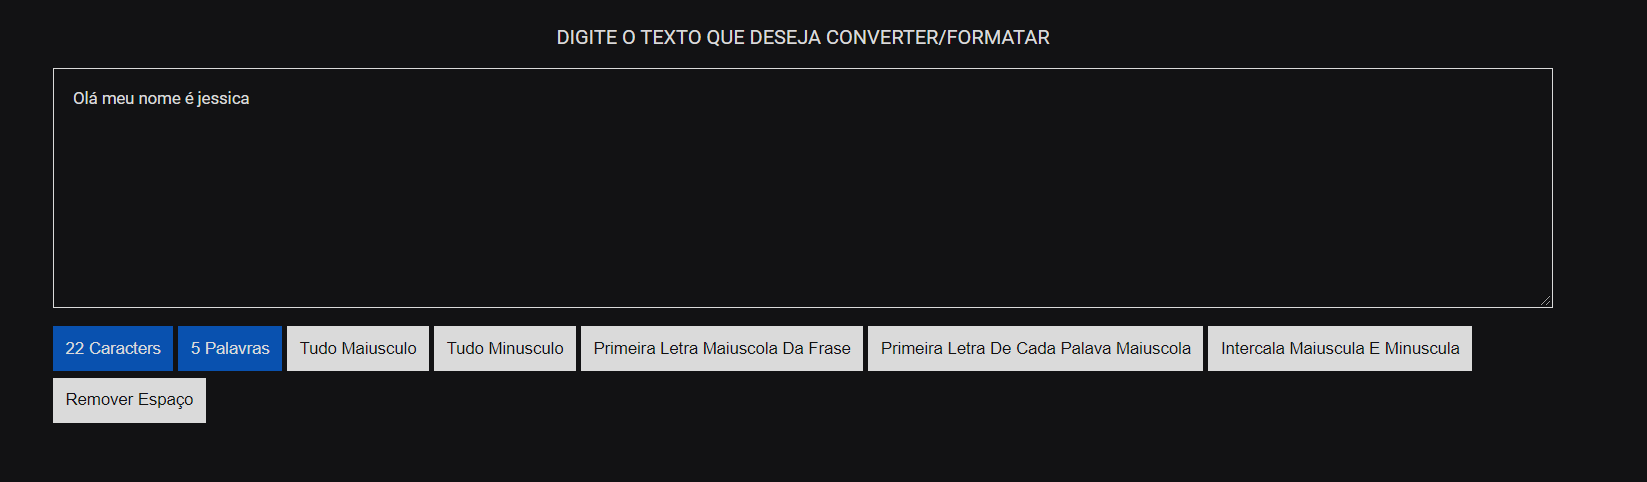 DIGITE O TEXTO QUE DESEJA CONVERTER/FORMATAR
Olá meu nome é jessica
22 Caracters 5 Palavras Tudo Maiusculo Tudo Minusculo Primeira Letra Maiuscola Da Frase Primeira Letra De Cada Palava Maiuscola Intercala Maiuscula E Minuscula
Remover Espaço